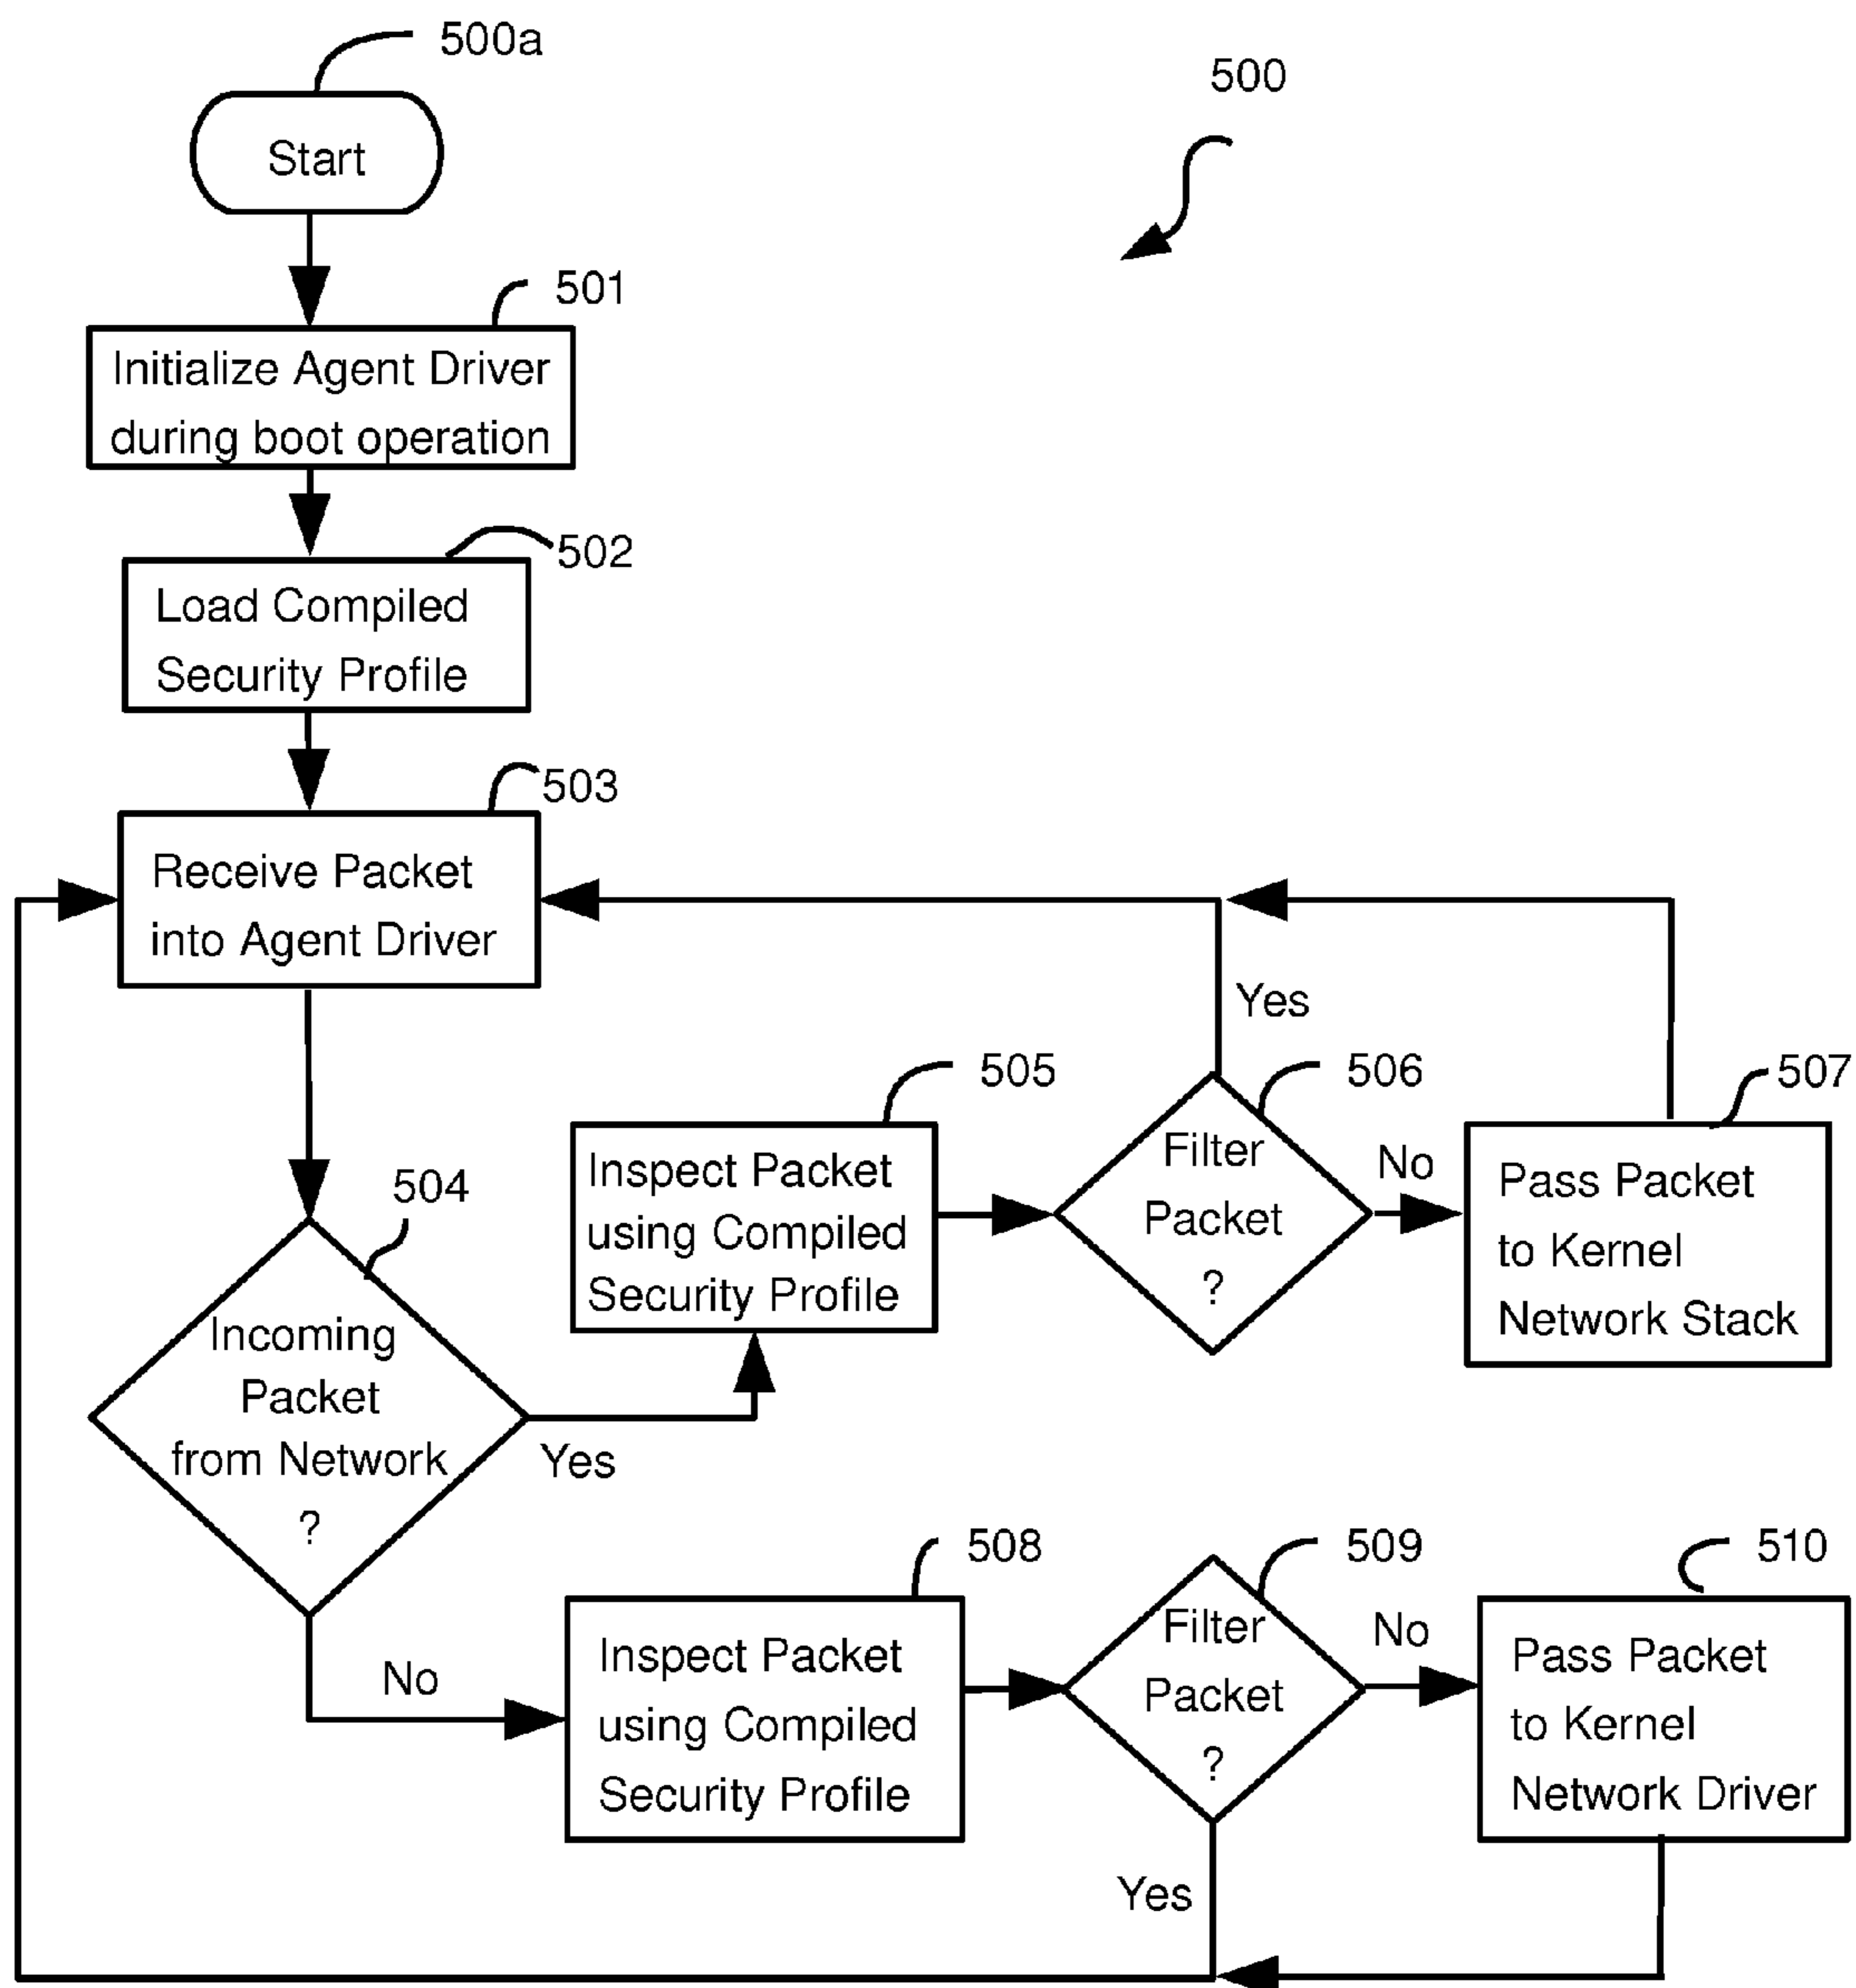 500a
500
Start
501
Initialize Agent Driver
during boot operation
502
Load Compiled
Security Profile
503
Receive Packet
into Agent Driver
Yes
504
Incoming
Packet
from Network
?
Yes
No
505
Inspect Packet
using Compiled
Security Profile
506
Filter
Packet
?
No
507
Pass Packet
to Kernel
Network Stack
508
Inspect Packet
using Compiled
Security Profile
509
Filter
Packet
?
No
Yes
510
Pass Packet
to Kernel
Network Driver